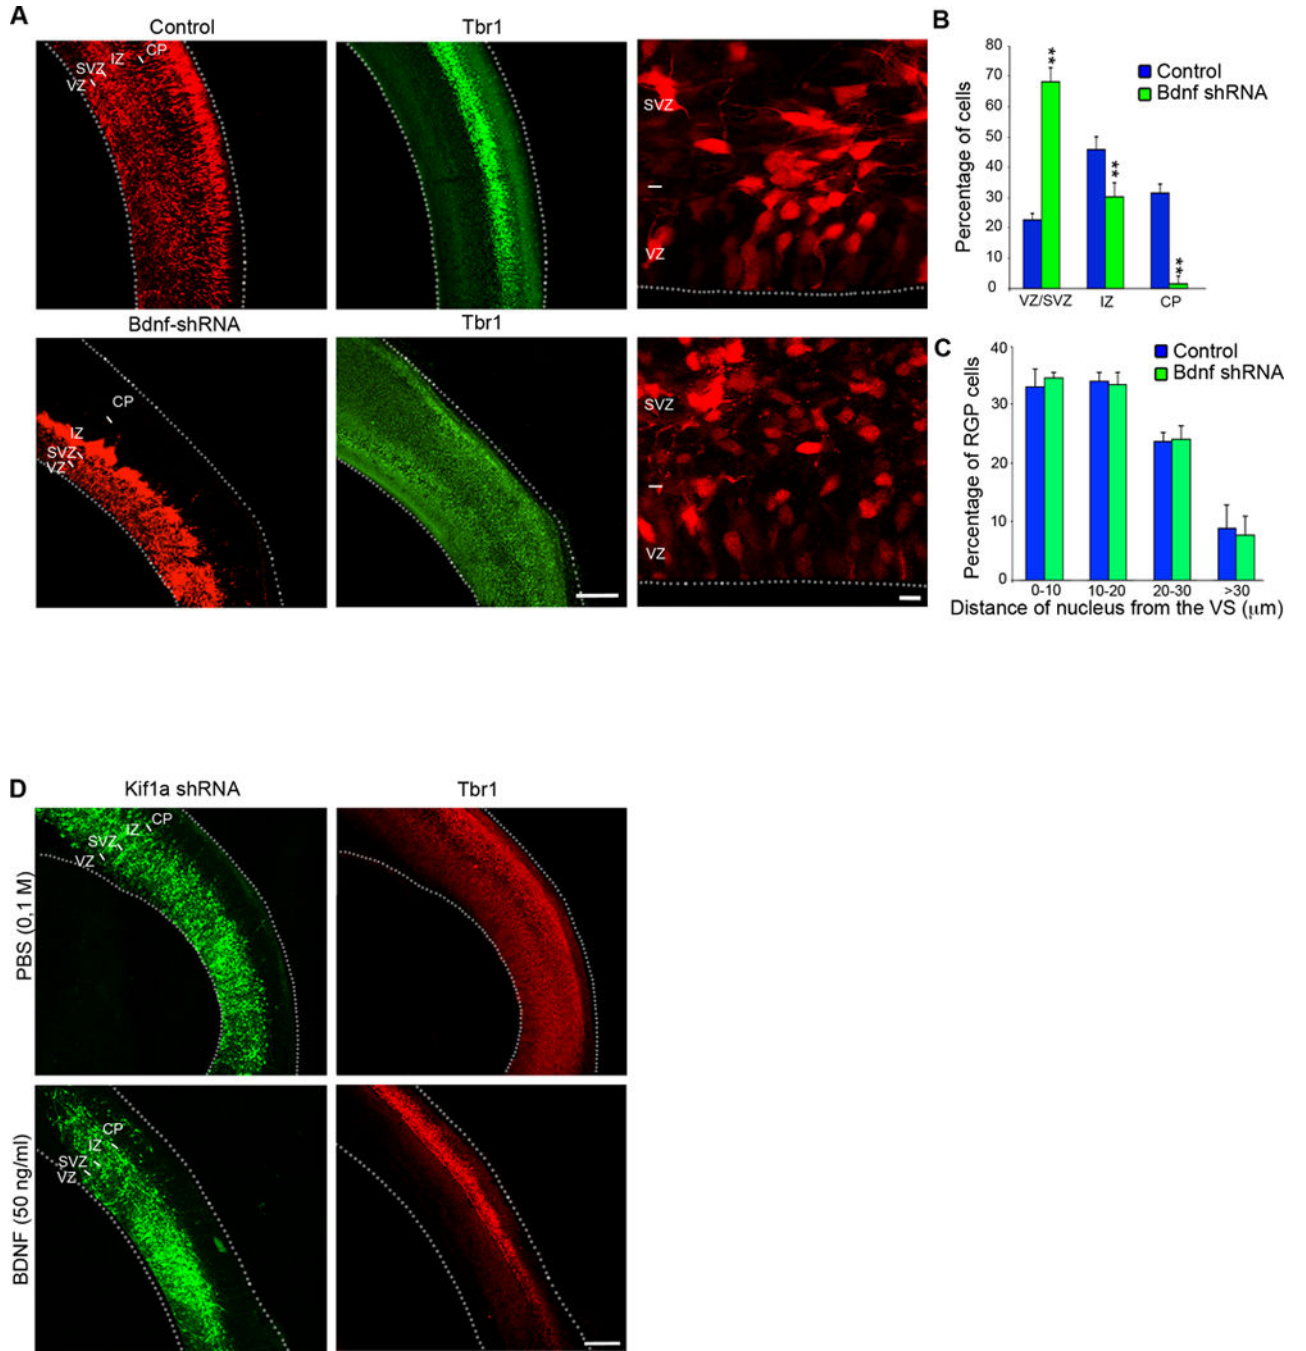 A
Control
Tbr1
CP
IZ
SVZ
VZ
SVZ
VZ
Bdnf-shRNA
Tbr1
CP
IZ
SVZ
VZ
SVZ
VZ
B
Percentage of cells
80
70
60
50
40
30
20
10
0
**
**
**
Control
Bdnf shRNA
VZ/SVZ IZ CP
C
Percentage of RGP cells
40
30
20
10
0
Control
Bdnf shRNA
0-10 10-20 20-30 >30
Distance of nucleus from the VS (μm)
D
Kif1a shRNA
Tbr1
PBS (0,1 M)
CP
IZ
SVZ
VZ
BDNF (50 ng/ml)
CP
IZ
SVZ
VZ